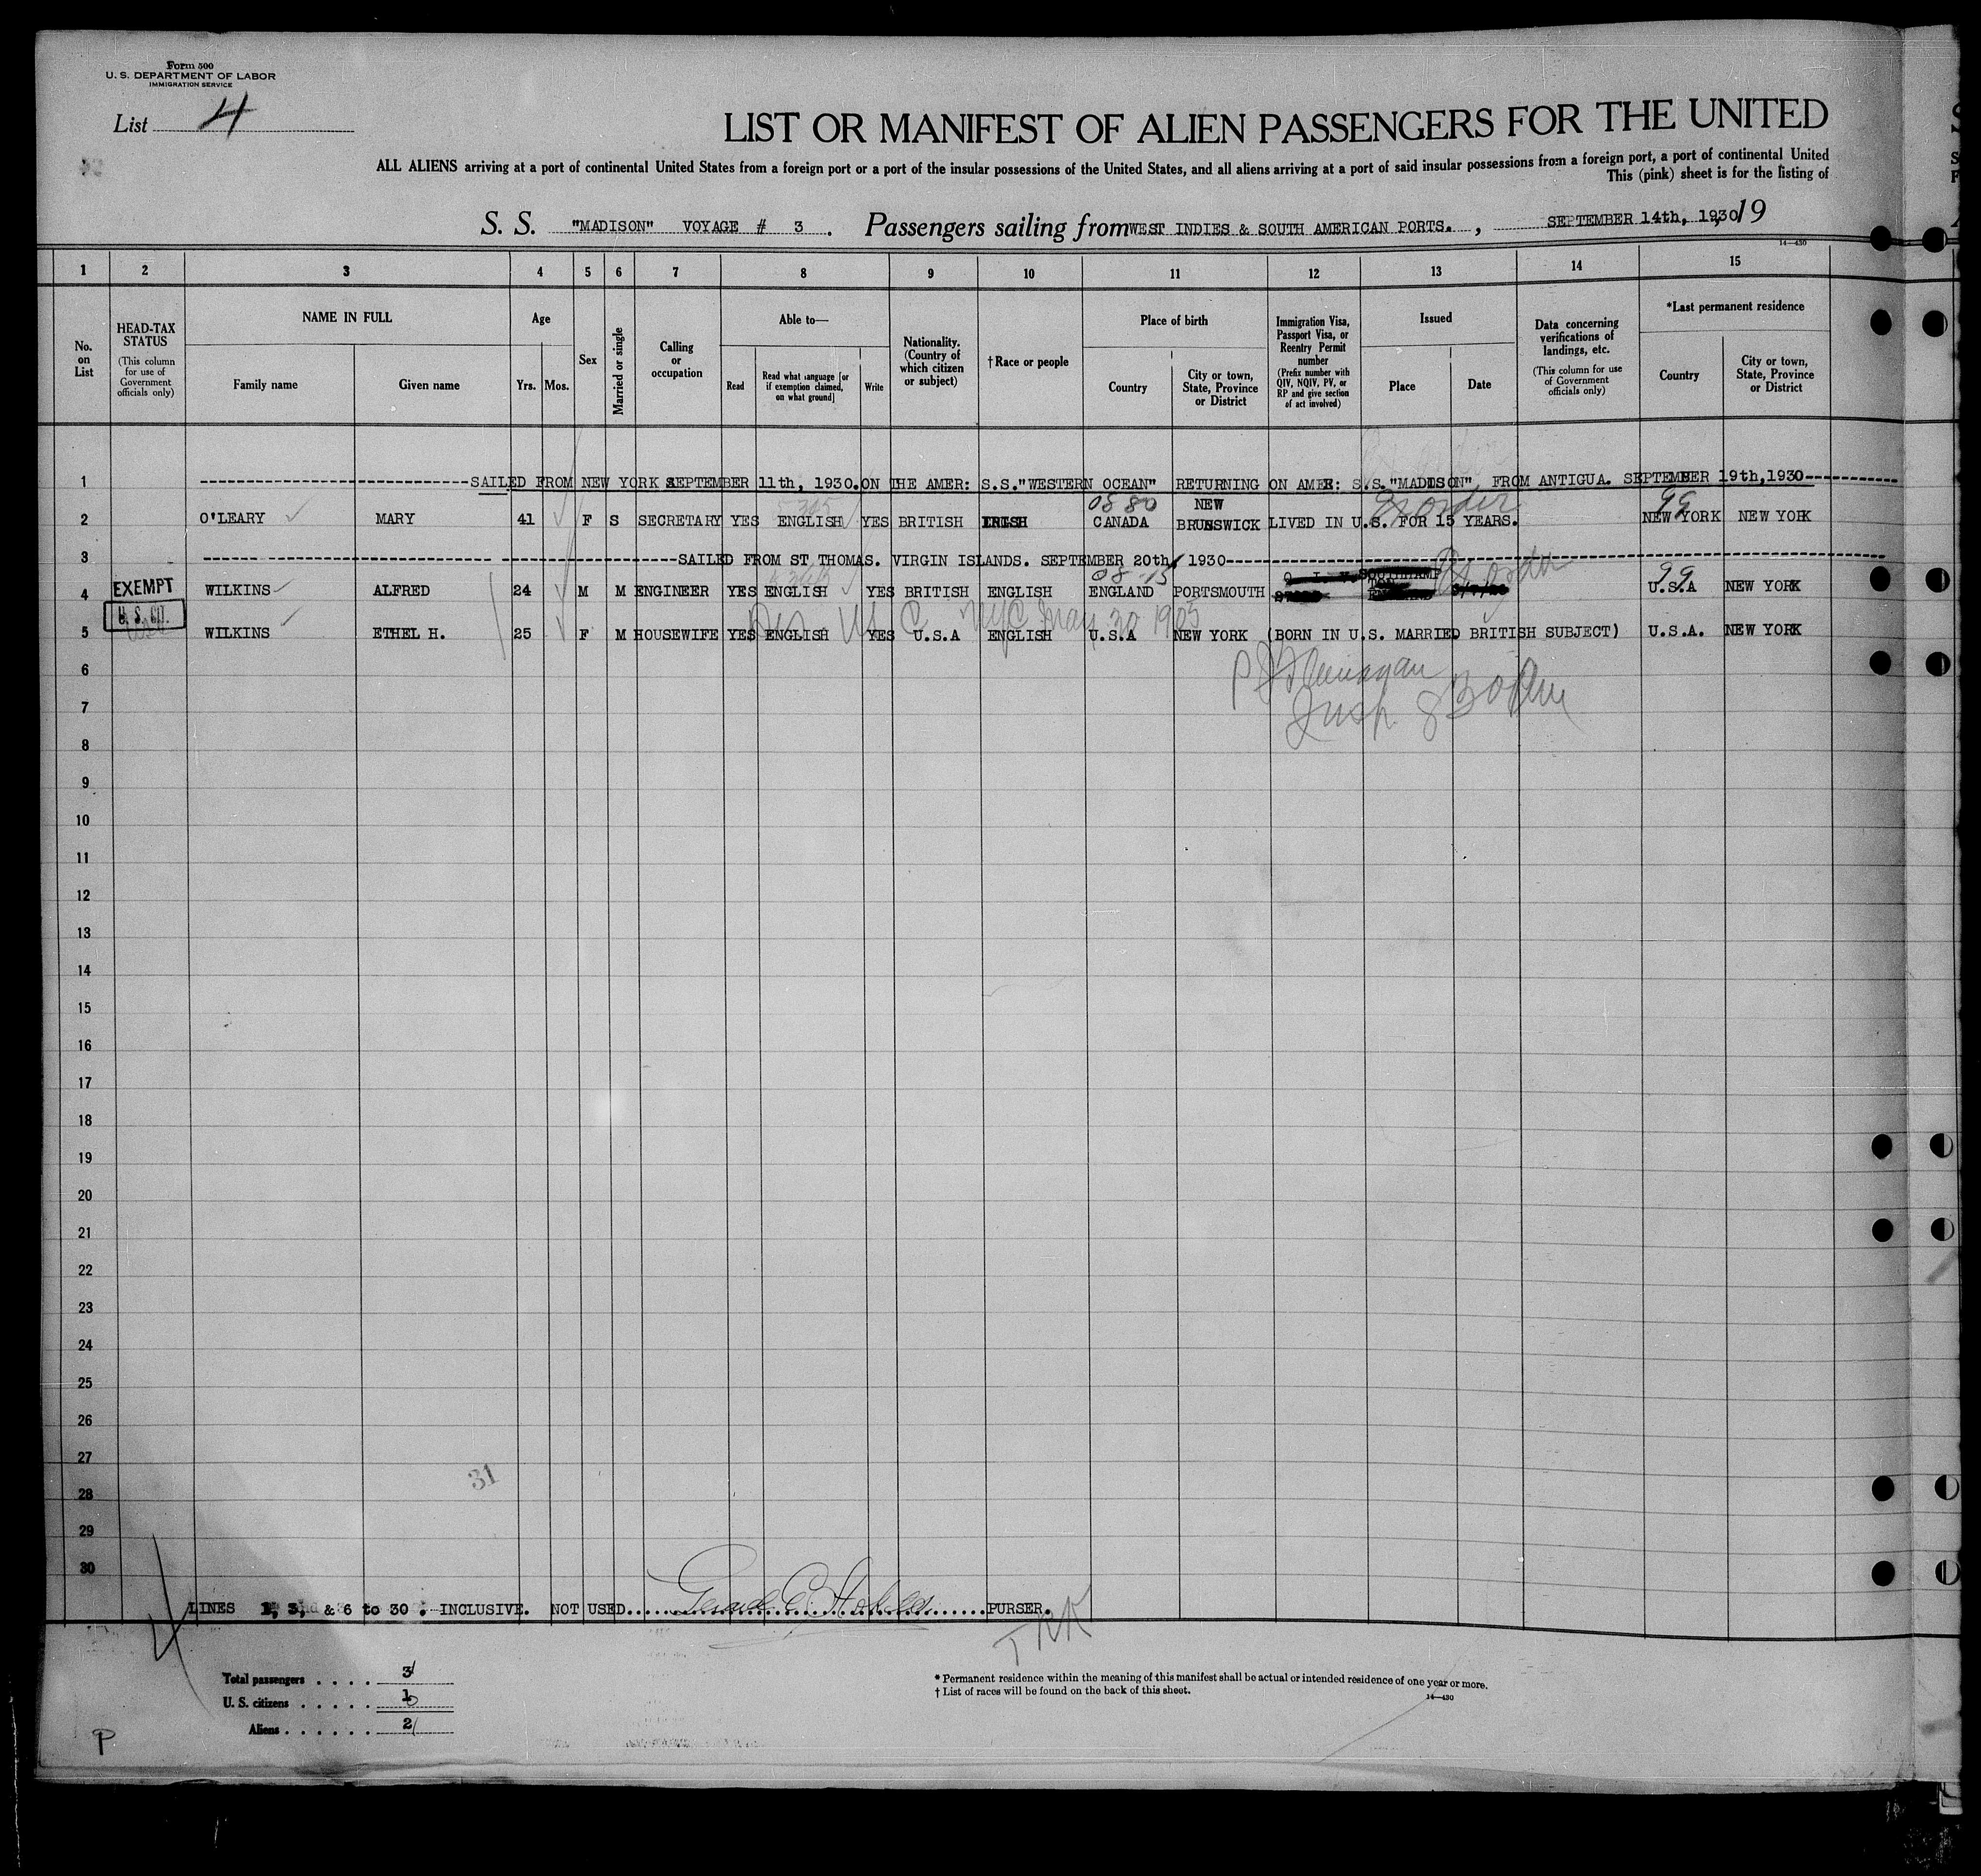 Form 500
U. S. DEPARTMENT OF LABOR
IMMIGRATION SERVICE
List 4
LIST OR MANIFEST OF ALIEN PASSENGERS FOR THE UNITED
ALL ALIENS arriving at a port of continental United States from a foreign port or a port of the insular possessions of the United States, and all aliens arriving at a port of said insular possessions from a foreign port, a port of continental United
This (pink) sheet is for the listing of
S. S. "MADISON" VOYAGE # 3 . Passengers sailing from WEST INDIES & SOUTH AMERICAN PORTS. , SEPTEMBER 14th, 1930, 19
14—430
1 2 3 4 5 6 7 8 9 10 11 12 13 14 15
No. on List
HEAD-TAX STATUS (This column for use of Government officials only)
NAME IN FULL
Family name
Given name
Age
Yrs.
Mos.
Sex
Married or single
Calling or occupation
Able to—
Read
Read what language [or if exemption claimed, on what ground]
Write
Nationality. (Country of which citizen or subject)
† Race or people
Place of birth
Country
City or town, State, Province or District
Immigration Visa, Passport Visa, or Reentry Permit number (Prefix number with QIV, NQIV, PV, or RP and give section of act involved)
Issued
Place
Date
Data concerning verifications of landings, etc. (This column for use of Government officials only)
*Last permanent residence
Country
City or town, State, Province or District
1 SAILED FROM NEW YORK SEPTEMBER 11th, 1930. ON THE AMER: S.S."WESTERN OCEAN" RETURNING ON AMER: S.S."MADISON", FROM ANTIGUA. SEPTEMBER 19th,1930
0880 99
2 O'LEARY MARY 41 F S SECRETARY YES ENGLISH YES BRITISH CANADA NEW BRUNSWICK LIVED IN U.S. FOR 15 YEARS. NEW YORK NEW YORK
3 SAILED FROM ST THOMAS. VIRGIN ISLANDS. SEPTEMBER 20th, 1930
08-15 99
EXEMPT
4 WILKINS ALFRED 24 M M ENGINEER YES ENGLISH YES BRITISH ENGLISH ENGLAND PORTSMOUTH U.S.A NEW YORK
U. S. CIT.
U S C NYC May 30 1905
5 WILKINS ETHEL H. 25 F M HOUSEWIFE YES ENGLISH YES U.S.A ENGLISH U.S.A NEW YORK (BORN IN U.S. MARRIED BRITISH SUBJECT) U.S.A. NEW YORK
6
7 Insp
8
9
10
11
12
13
14
15
16
17
18
19
20
21
22
23
24
25
26
27
31
28
29
30
LINES 1, 3, & 6 to 30 . INCLUSIVE. NOT USED. PURSER.
Total passengers . . . . 3
U. S. citizens . . . . . 1
Aliens . . . . . . 2
* Permanent residence within the meaning of this manifest shall be actual or intended residence of one year or more.
† List of races will be found on the back of this sheet.
14—430
P